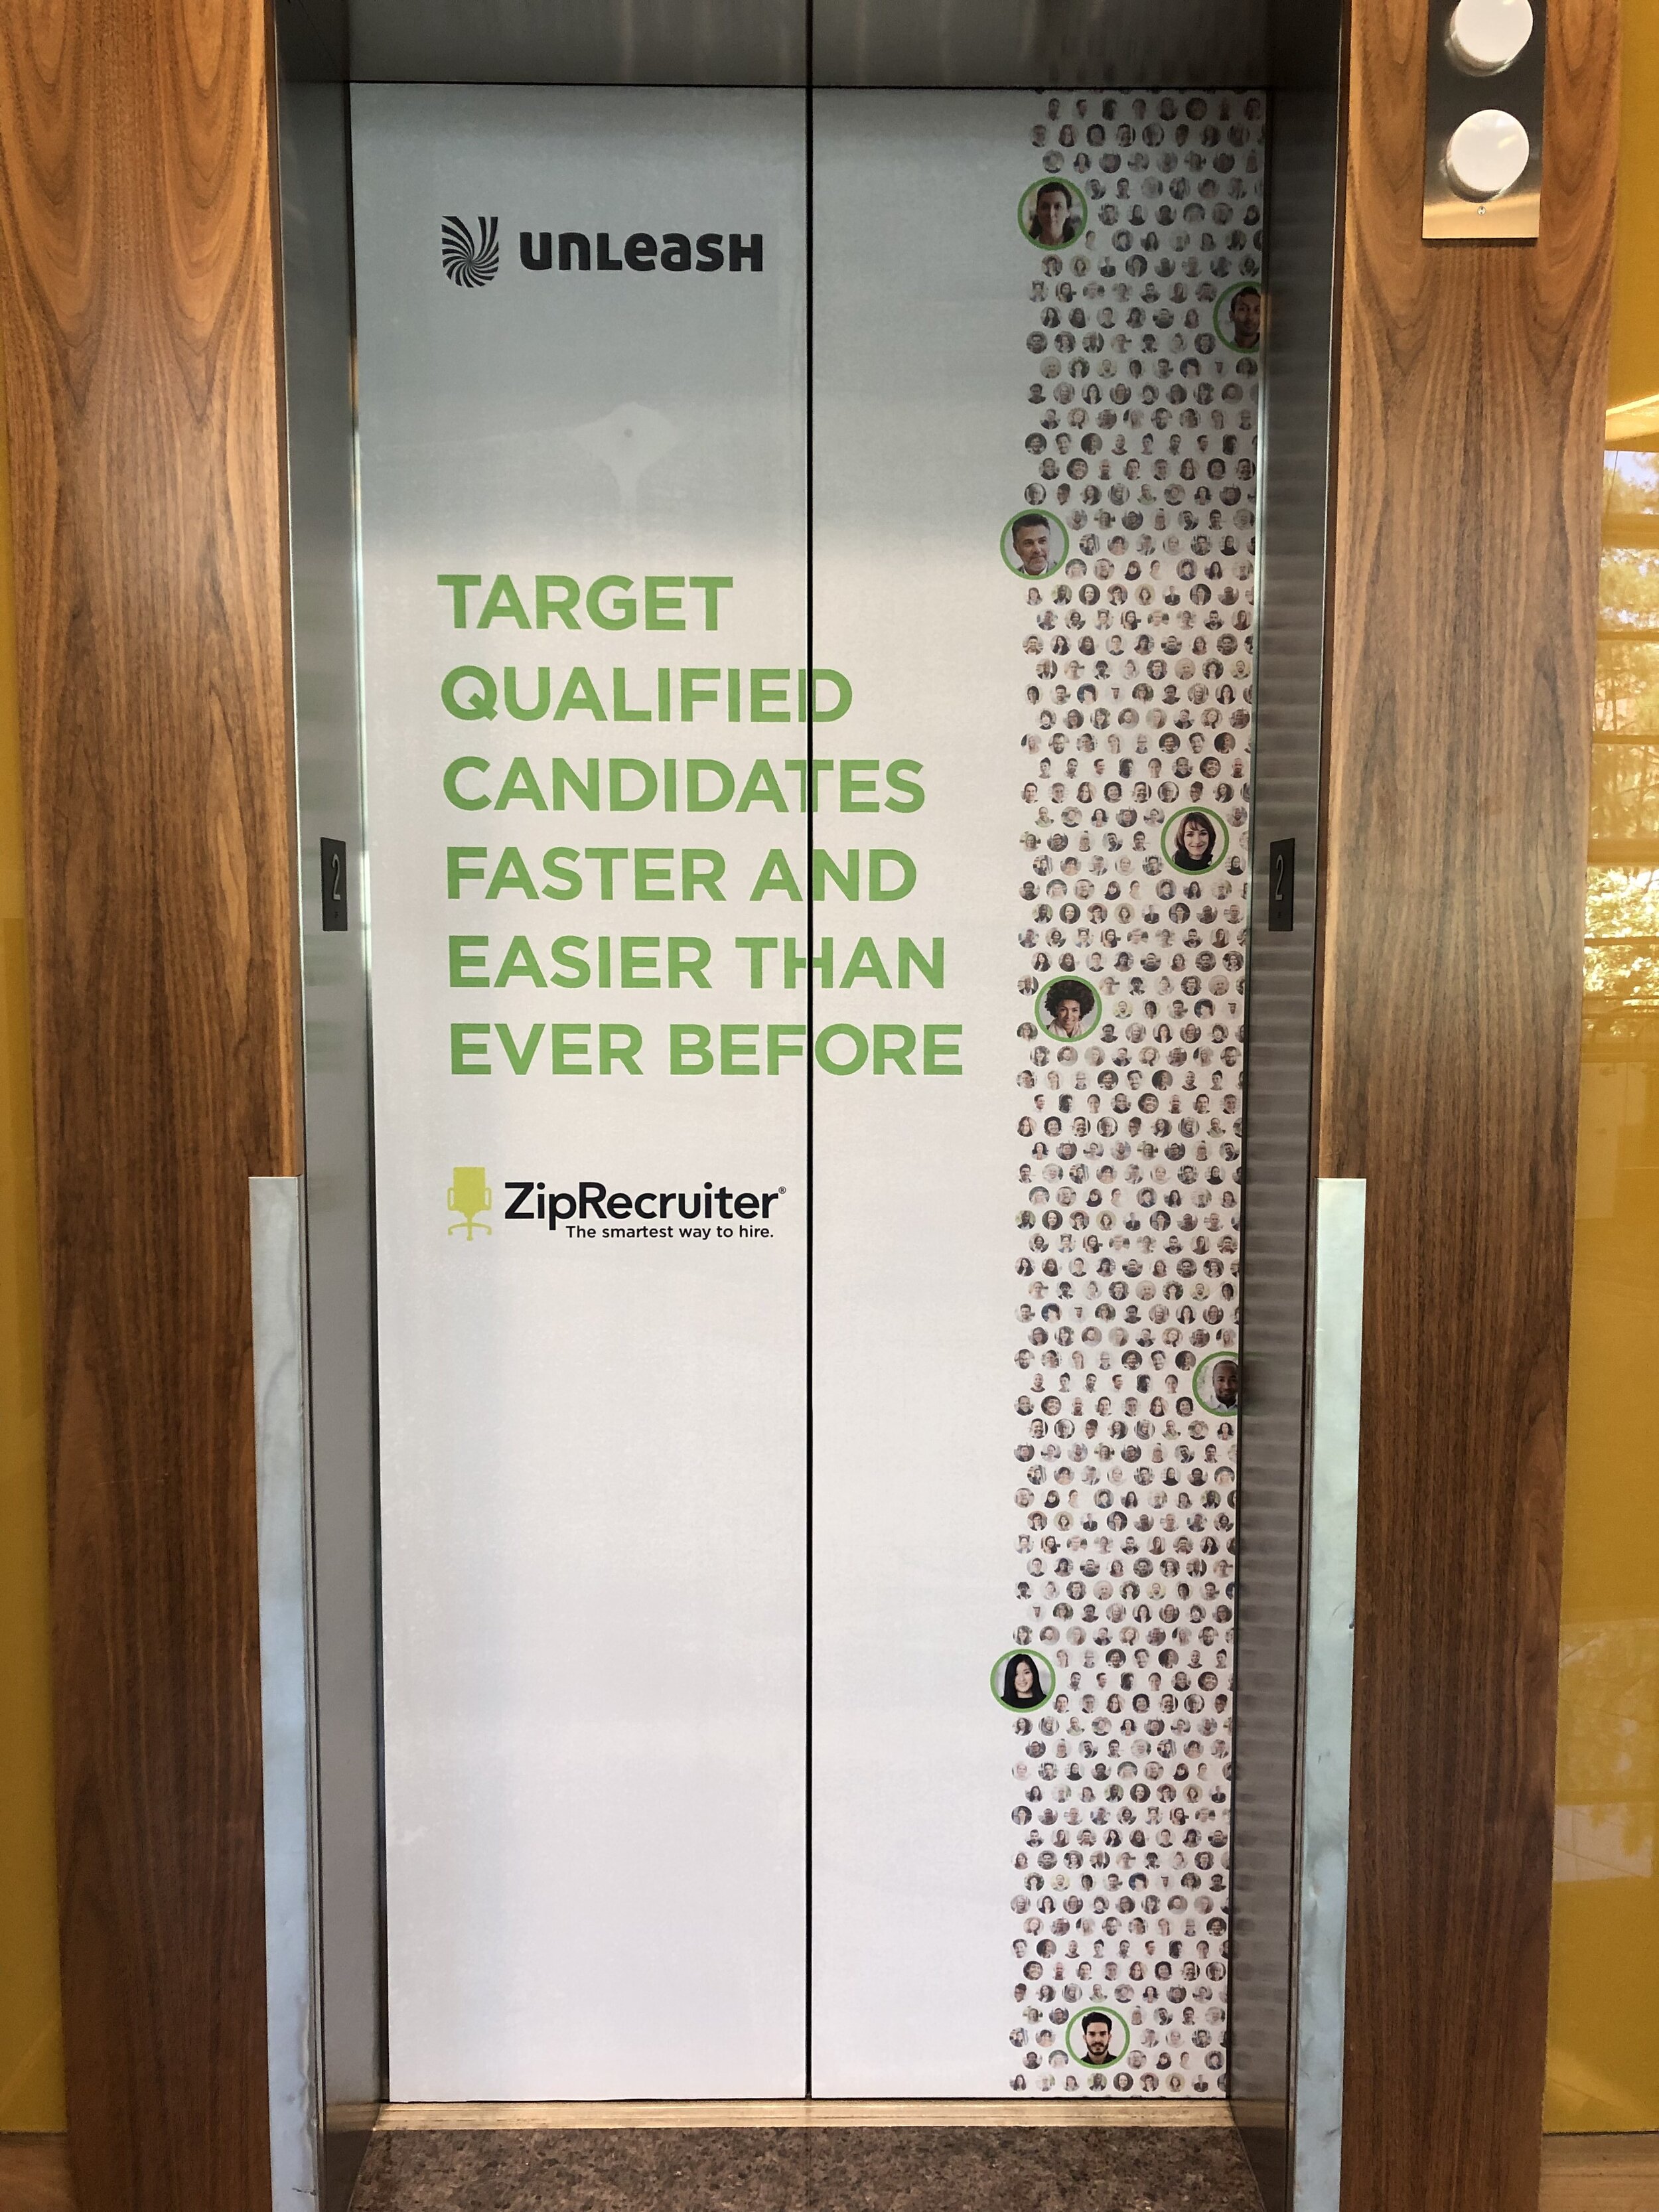 UNLEASH
TARGET
QUALIFIED
CANDIDATES
FASTER AND
EASIER THAN
EVER BEFORE
ZipRecruiter®
The smartest way to hire.
2
2